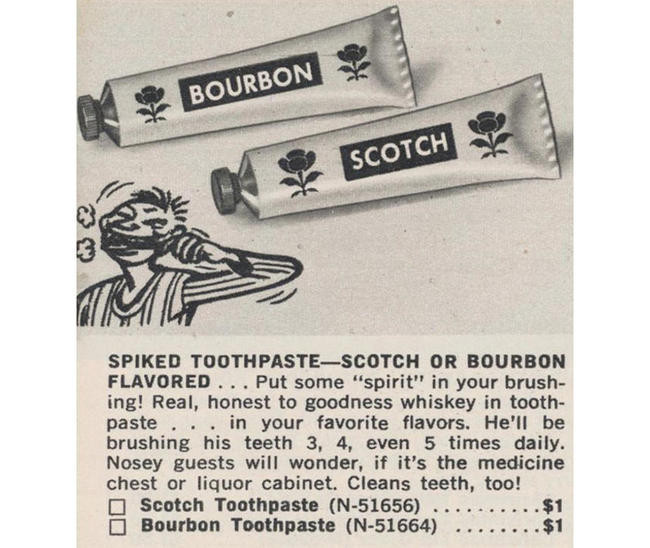 BOURBON
SCOTCH
SPIKED TOOTHPASTE—SCOTCH OR BOURBON
FLAVORED . . . Put some "spirit" in your brush-
ing! Real, honest to goodness whiskey in tooth-
paste . . . in your favorite flavors. He'll be
brushing his teeth 3, 4, even 5 times daily.
Nosey guests will wonder, if it's the medicine
chest or liquor cabinet. Cleans teeth, too!
☐ Scotch Toothpaste (N-51656) ..........$1
☐ Bourbon Toothpaste (N-51664) ........$1